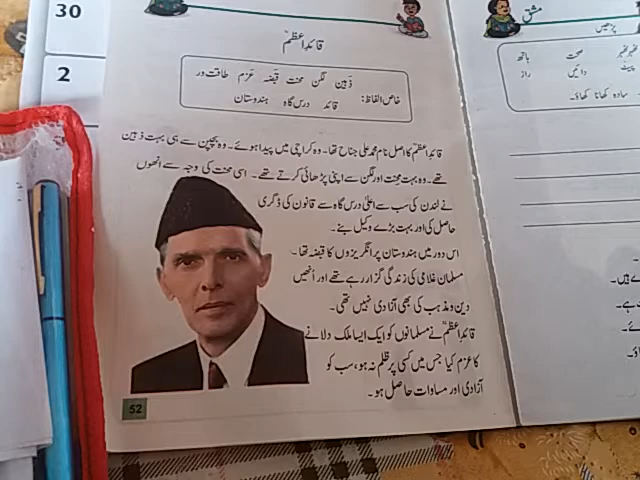 30
2
قائدِاعظمؒ
خاص الفاظ: ذہین لگن محنت قبضہ عزم طاقت ور
قائد درس گاہ ہندوستان
قائدِاعظمؒ کا اصل نام محمد علی جناح تھا۔ وہ کراچی میں پیدا ہوئے۔ وہ بچپن سے ہی بہت ذہین
تھے۔ وہ بہت محنت اور لگن سے اپنی پڑھائی کرتے تھے۔ اسی محنت کی وجہ سے انھوں
نے لندن کی سب سے اعلیٰ درس گاہ سے قانون کی ڈگری
حاصل کی اور بہت بڑے وکیل بنے۔
اس دور میں ہندوستان پر انگریزوں کا قبضہ تھا۔
مسلمان غلامی کی زندگی گزار رہے تھے اور انھیں
دین و مذہب کی بھی آزادی نہیں تھی۔
قائدِاعظمؒ نے مسلمانوں کو ایک ایسا ملک دلانے
کا عزم کیا جس میں کسی پر ظلم نہ ہو، سب کو
آزادی اور مساوات حاصل ہو۔
52
مشق
پڑھیں
صحت ہاتھ
پیٹ دائیں راز
سادہ کھانا کھاؤ۔